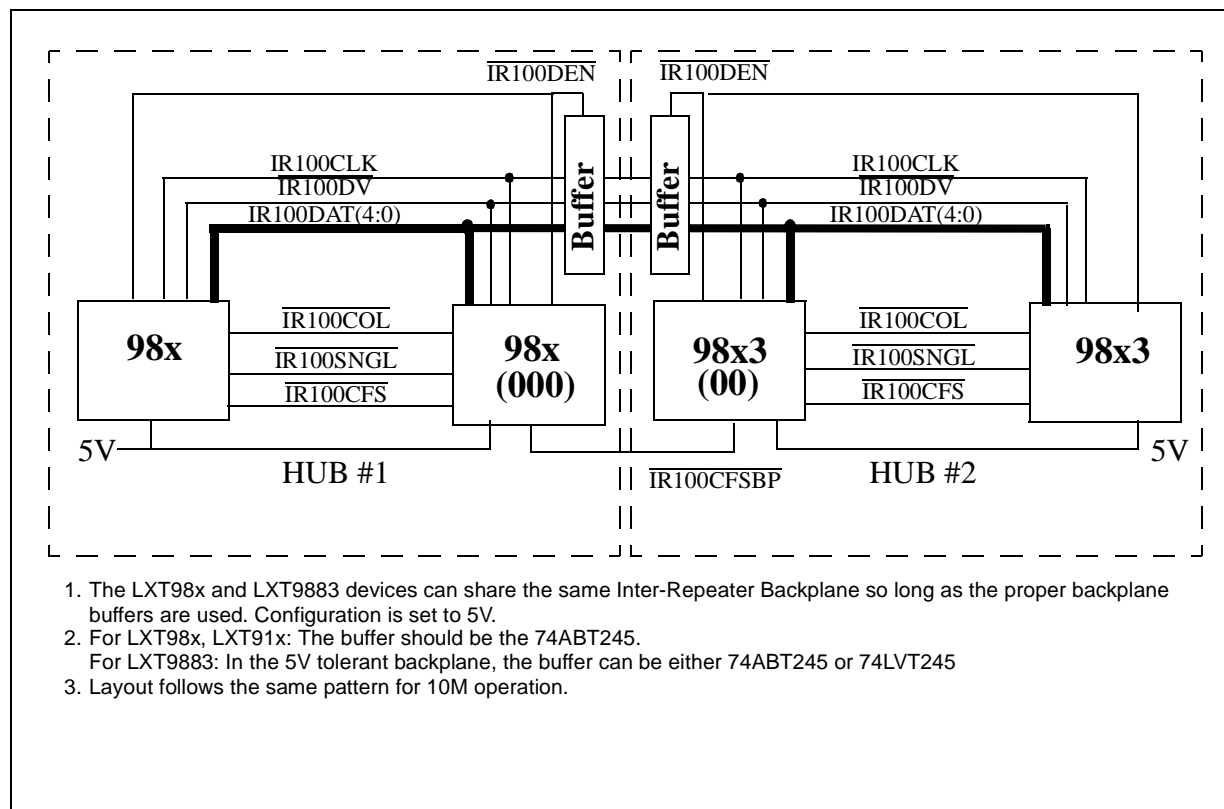 IR100DEN IR100DEN
Buffer Buffer
IR100CLK IR100CLK
IR100DV IR100DV
IR100DAT(4:0) IR100DAT(4:0)
IR100COL IR100COL
98x 98x 98x3 98x3
(000) (00)
IR100SNGL IR100SNGL
IR100CFS IR100CFS
5V 5V
HUB #1 HUB #2
IR100CFSBP
1. The LXT98x and LXT9883 devices can share the same Inter-Repeater Backplane so long as the proper backplane
buffers are used. Configuration is set to 5V.
2. For LXT98x, LXT91x: The buffer should be the 74ABT245.
For LXT9883: In the 5V tolerant backplane, the buffer can be either 74ABT245 or 74LVT245
3. Layout follows the same pattern for 10M operation.